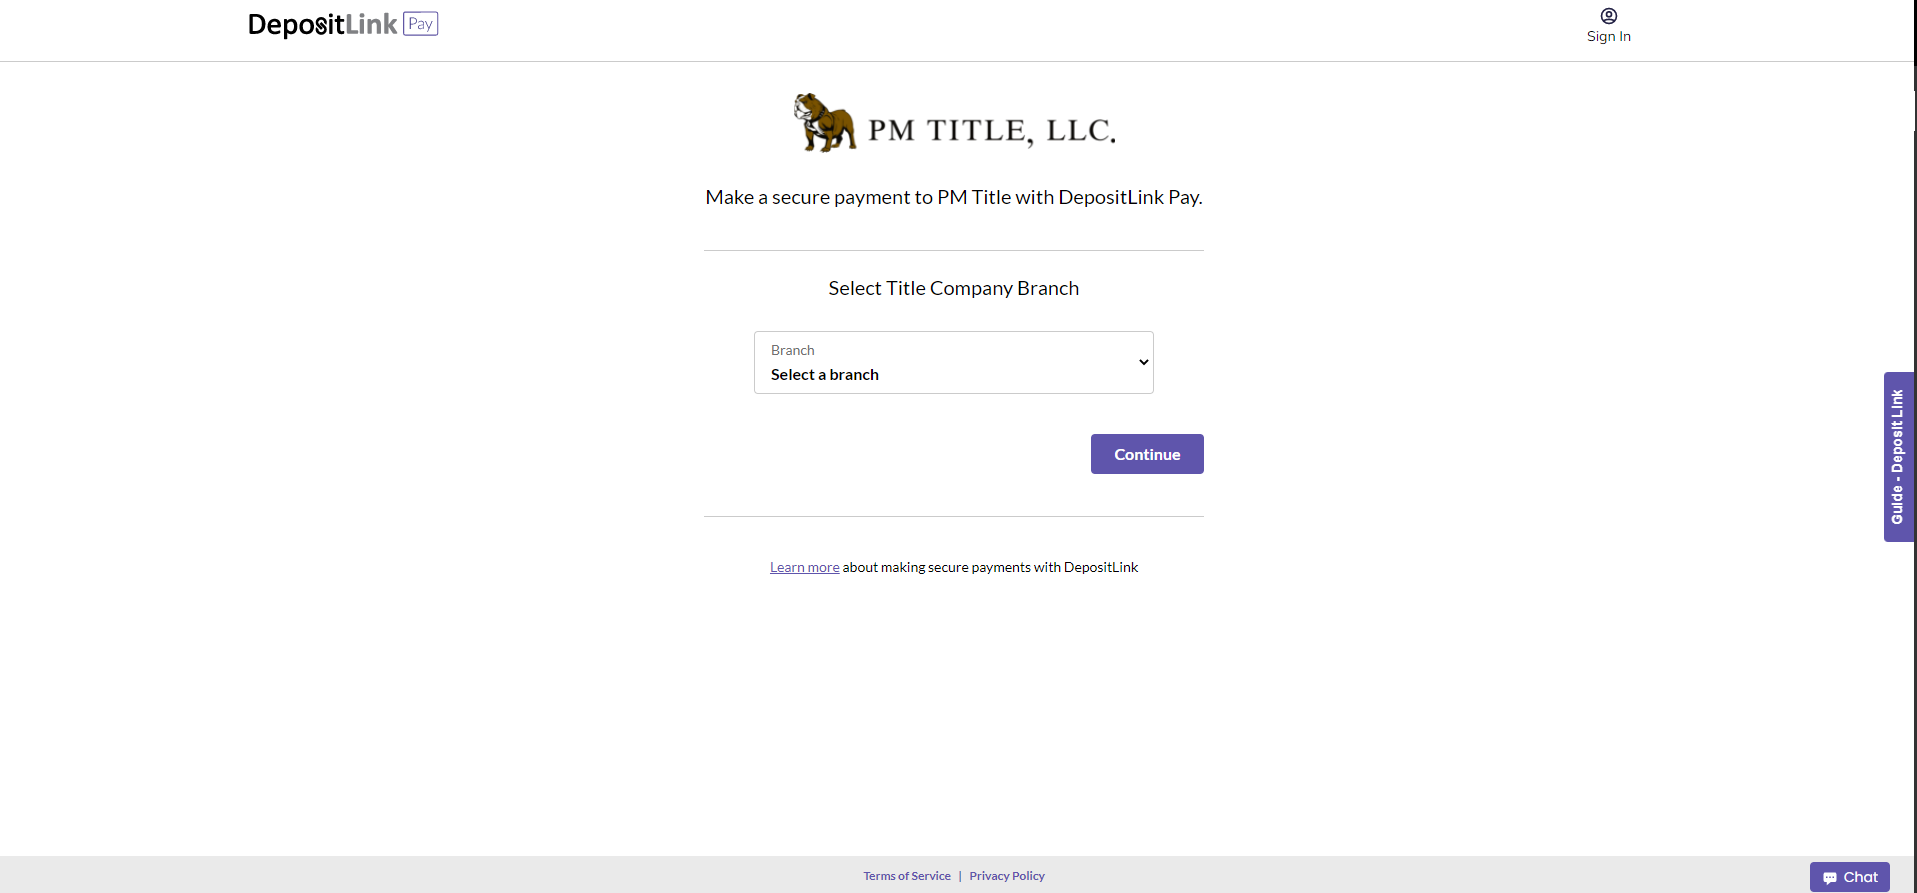 DepositLink Pay
Sign In
PM TITLE, LLC.
Make a secure payment to PM Title with DepositLink Pay.
Select Title Company Branch
Branch
Select a branch
Continue
Guide - Deposit Link
Learn more about making secure payments with DepositLink
Terms of Service | Privacy Policy
Chat